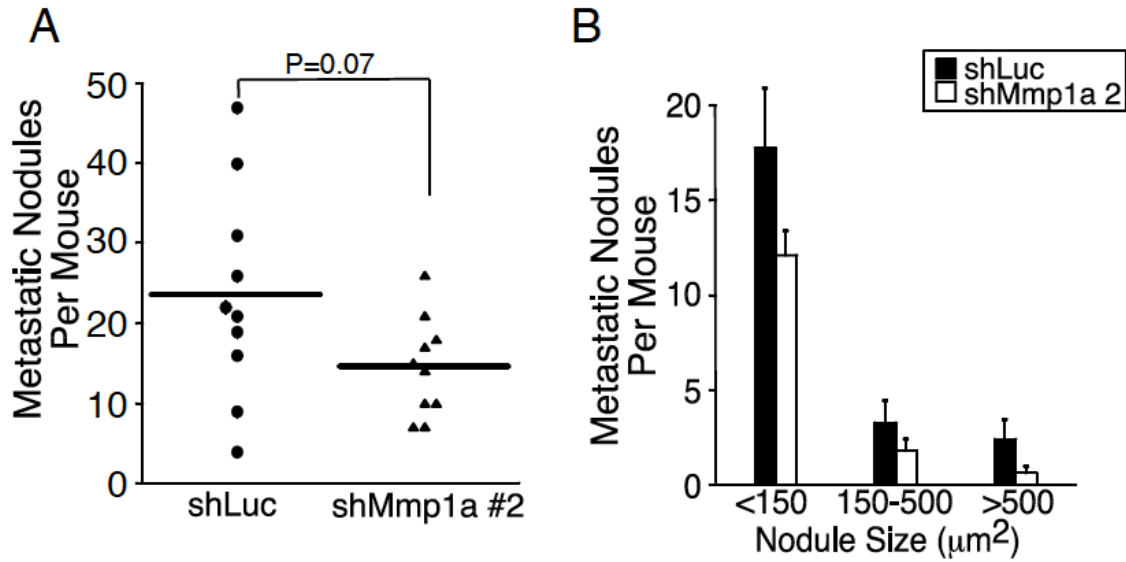 A
P=0.07
Metastatic Nodules
Per Mouse
50
40
30
20
10
0
shLuc
shMmp1a #2
B
shLuc
shMmp1a 2
Metastatic Nodules
Per Mouse
20
15
10
5
0
<150 150-500 >500
Nodule Size (μm²)